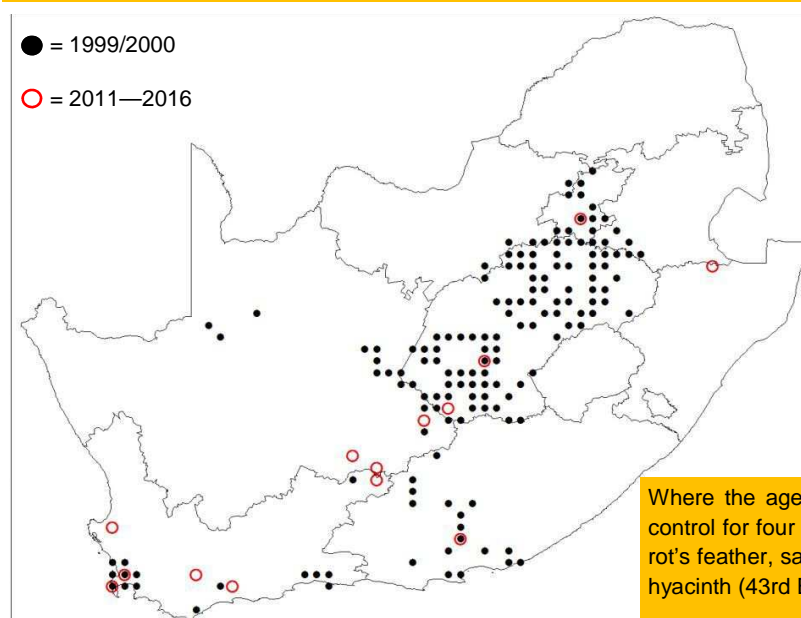 = 1999/2000
= 2011—2016
Where the age
control for four
rot's feather, sa
hyacinth (43rd